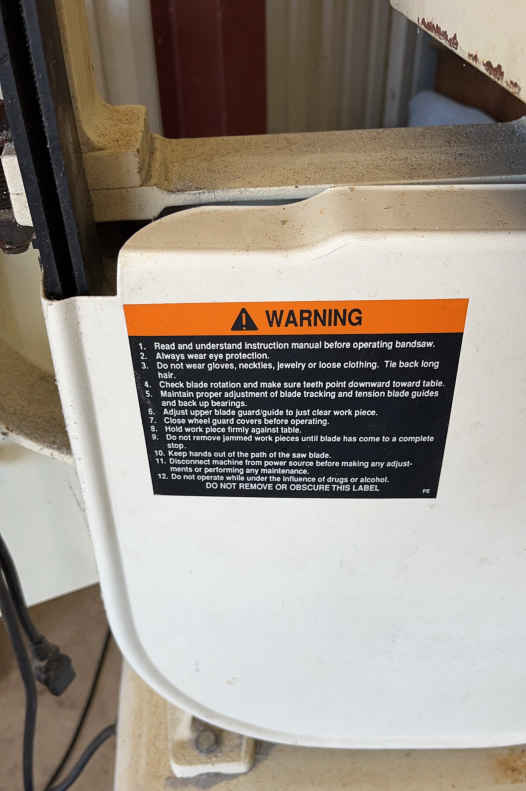 WARNING
1. Read and understand instruction manual before operating bandsaw.
2. Always wear eye protection.
3. Do not wear gloves, neckties, jewelry or loose clothing. Tie back long
hair.
4. Check blade rotation and make sure teeth point downward toward table.
5. Maintain proper adjustment of blade tracking and tension blade guides
and back up bearings.
6. Adjust upper blade guard/guide to just clear work piece.
7. Close wheel guard covers before operating.
8. Hold work piece firmly against table.
9. Do not remove jammed work pieces until blade has come to a complete
stop.
10. Keep hands out of the path of the saw blade.
11. Disconnect machine from power source before making any adjust-
ments or performing any maintenance.
12. Do not operate while under the influence of drugs or alcohol.
DO NOT REMOVE OR OBSCURE THIS LABEL